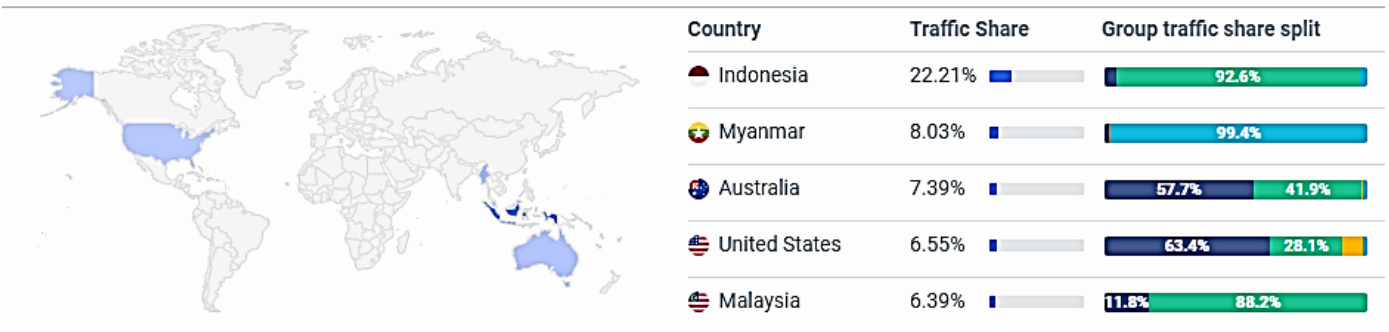 Country Traffic Share Group traffic share split
Indonesia 22.21% 92.6%
Myanmar 8.03% 99.4%
Australia 7.39% 57.7% 41.9%
United States 6.55% 63.4% 28.1%
Malaysia 6.39% 11.8% 88.2%